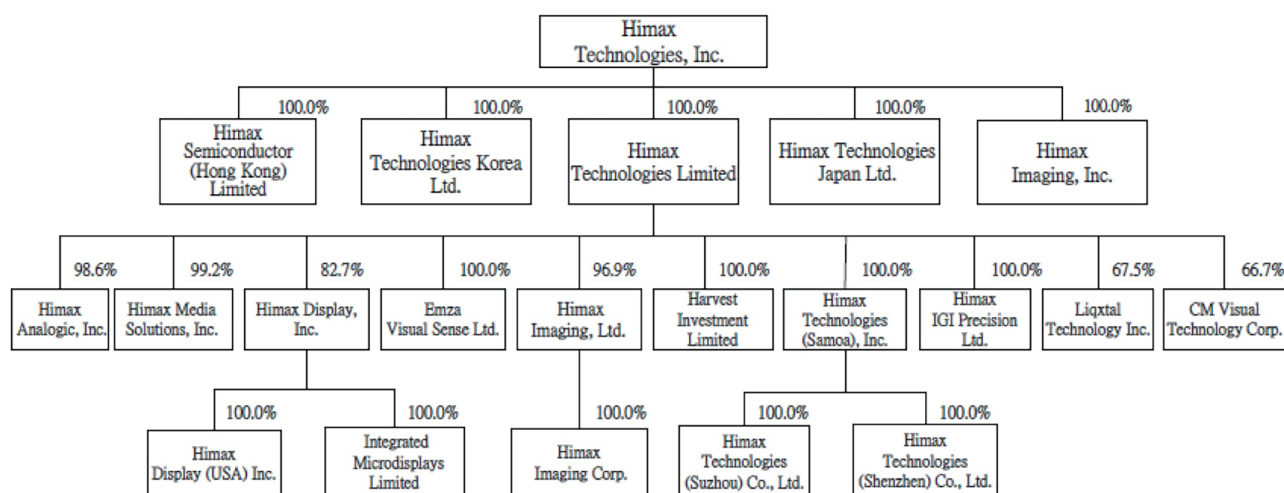 Himax
Technologies, Inc.
100.0%
100.0%
100.0%
100.0%
100.0%
Himax
Semiconductor
(Hong Kong)
Limited
Himax
Technologies Korea
Ltd.
Himax
Technologies Limited
Himax Technologies
Japan Ltd.
Himax
Imaging, Inc.
98.6%
99.2%
82.7%
100.0%
96.9%
100.0%
100.0%
100.0%
67.5%
66.7%
Himax
Analogic, Inc.
Himax Media
Solutions, Inc.
Himax Display,
Inc.
Emza
Visual Sense Ltd.
Himax
Imaging, Ltd.
Harvest
Investment
Limited
Himax
Technologies
(Samoa), Inc.
Himax
IGI Precision
Ltd.
Liqxtal
Technology Inc.
CM Visual
Technology Corp.
100.0%
100.0%
100.0%
100.0%
100.0%
Himax
Display (USA) Inc.
Integrated
Microdisplays
Limited
Himax
Imaging Corp.
Himax
Technologies
(Suzhou) Co., Ltd.
Himax
Technologies
(Shenzhen) Co., Ltd.